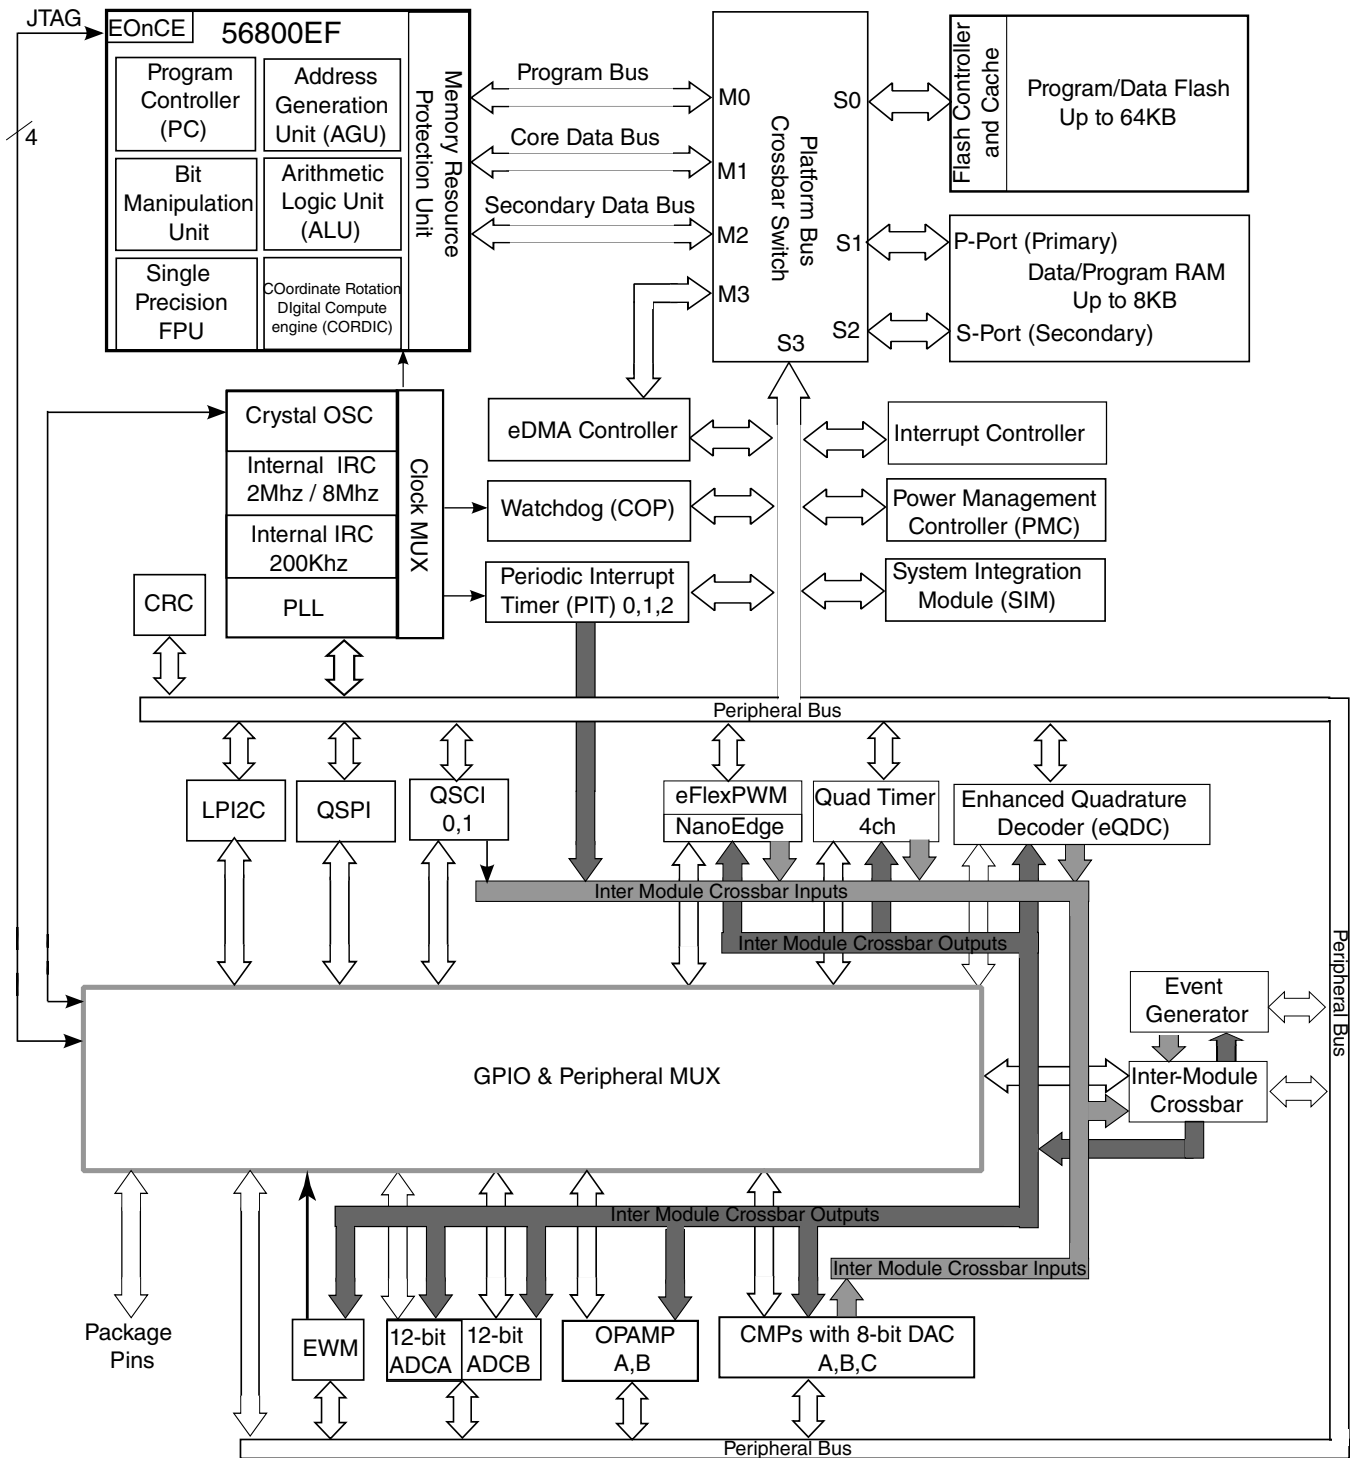 JTAG
4
EOnCE
56800EF
Program
Controller
(PC)
Address
Generation
Unit (AGU)
Bit
Manipulation
Unit
Arithmetic
Logic Unit
(ALU)
Single
Precision
FPU
COordinate Rotation
DIgital Compute
engine (CORDIC)
Memory Resource
Protection Unit
Program Bus
Core Data Bus
Secondary Data Bus
M0
M1
M2
M3
Platform Bus
Crossbar Switch
S0
S1
S2
S3
Flash Controller
and Cache
Program/Data Flash
Up to 64KB
P-Port (Primary)
Data/Program RAM
Up to 8KB
S-Port (Secondary)
Crystal OSC
Internal IRC
2Mhz / 8Mhz
Internal IRC
200Khz
PLL
Clock MUX
eDMA Controller
Watchdog (COP)
Periodic Interrupt
Timer (PIT) 0,1,2
Interrupt Controller
Power Management
Controller (PMC)
System Integration
Module (SIM)
CRC
Peripheral Bus
LPI2C
QSPI
QSCI
0,1
eFlexPWM
NanoEdge
Quad Timer
4ch
Enhanced Quadrature
Decoder (eQDC)
Inter Module Crossbar Inputs
Inter Module Crossbar Outputs
Peripheral Bus
Event
Generator
Inter-Module
Crossbar
GPIO & Peripheral MUX
Inter Module Crossbar Outputs
Inter Module Crossbar Inputs
Package
Pins
EWM
12-bit
ADCA
12-bit
ADCB
OPAMP
A,B
CMPs with 8-bit DAC
A,B,C
Peripheral Bus